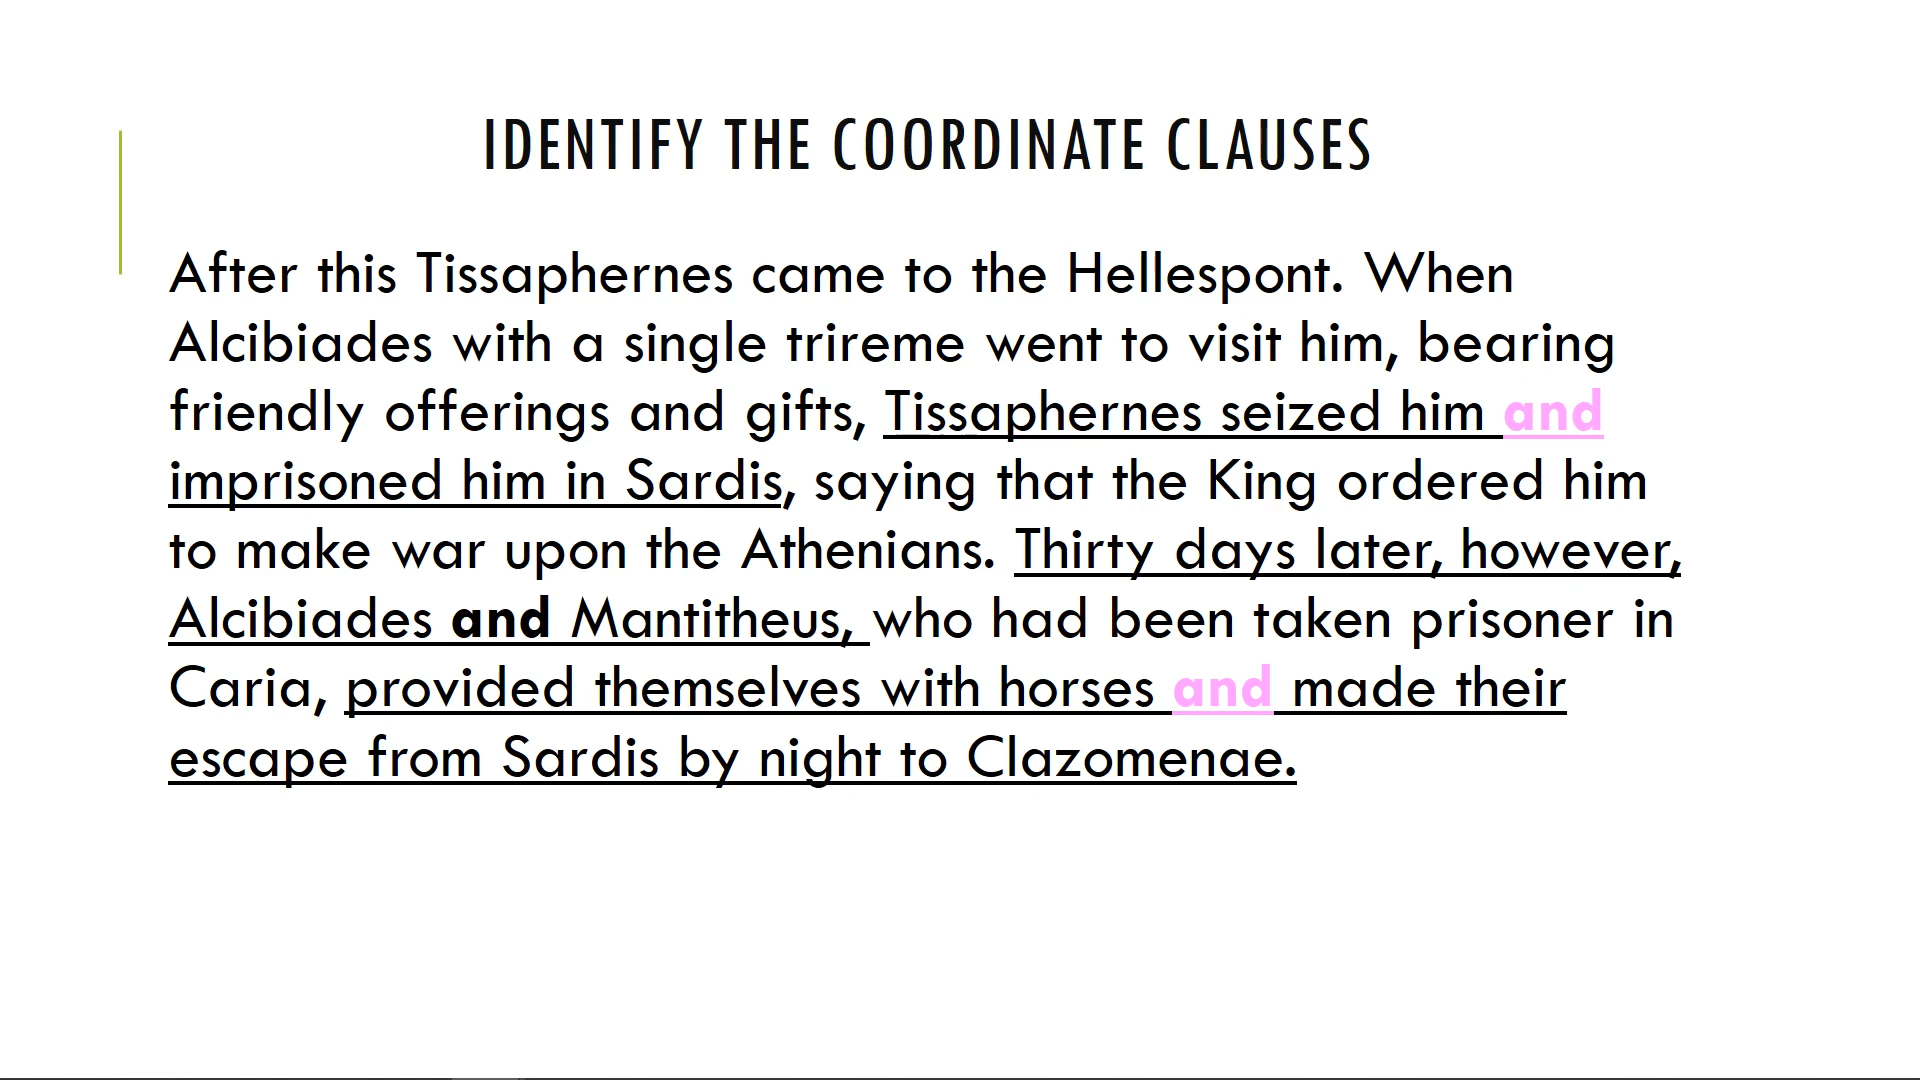 IDENTIFY THE COORDINATE CLAUSES
After this Tissaphernes came to the Hellespont. When
Alcibiades with a single trireme went to visit him, bearing
friendly offerings and gifts, Tissaphernes seized him and
imprisoned him in Sardis, saying that the King ordered him
to make war upon the Athenians. Thirty days later, however,
Alcibiades and Mantitheus, who had been taken prisoner in
Caria, provided themselves with horses and made their
escape from Sardis by night to Clazomenae.